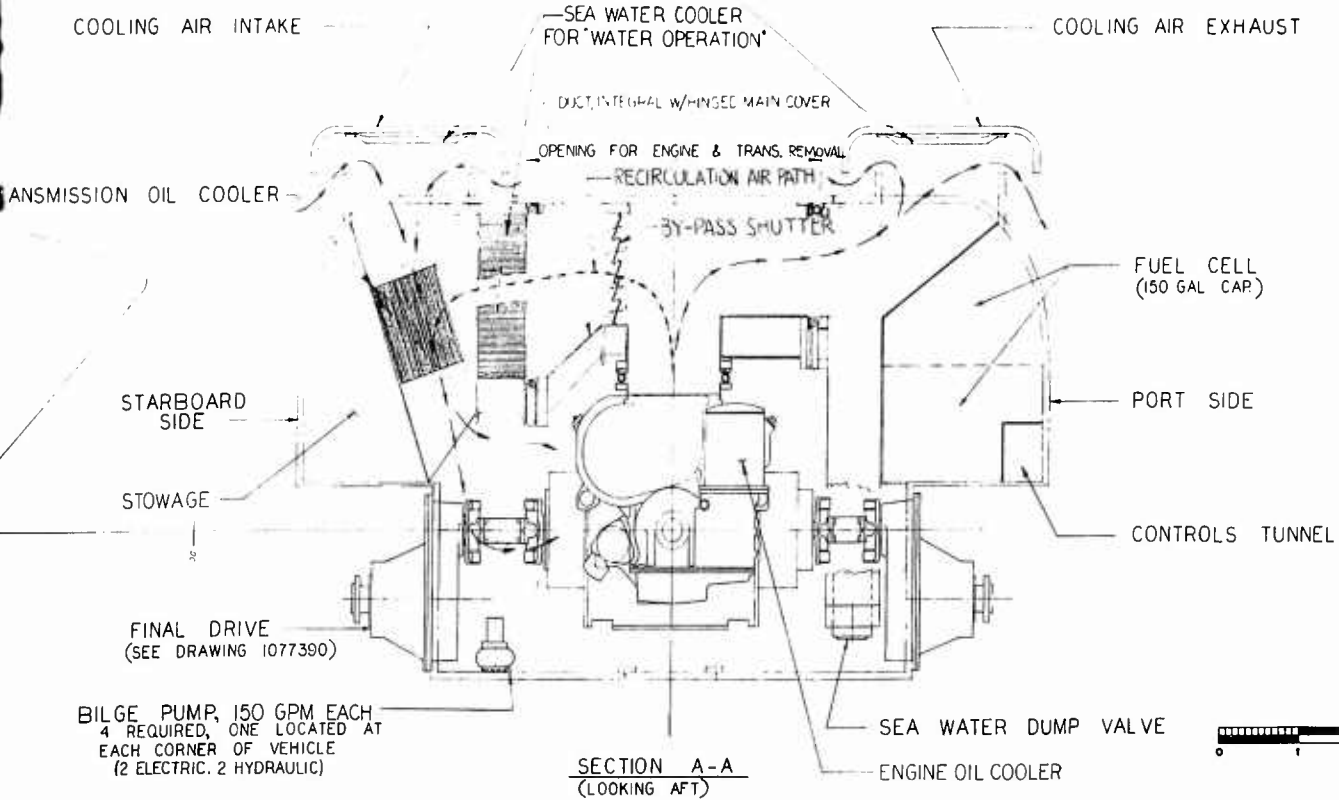 COOLING AIR INTAKE
SEA WATER COOLER
FOR "WATER OPERATION"
COOLING AIR EXHAUST
DUCT, INTEGRAL W/HINGED MAIN COVER
OPENING FOR ENGINE & TRANS. REMOVAL
RECIRCULATION AIR PATH
ANSMISSION OIL COOLER
BY-PASS SHUTTER
FUEL CELL
(150 GAL CAP.)
STARBOARD
SIDE
PORT SIDE
STOWAGE
CONTROLS TUNNEL
FINAL DRIVE
(SEE DRAWING 1077390)
BILGE PUMP, 150 GPM EACH
4 REQUIRED, ONE LOCATED AT
EACH CORNER OF VEHICLE
(2 ELECTRIC. 2 HYDRAULIC)
SEA WATER DUMP VALVE
ENGINE OIL COOLER
SECTION A-A
(LOOKING AFT)
0 1